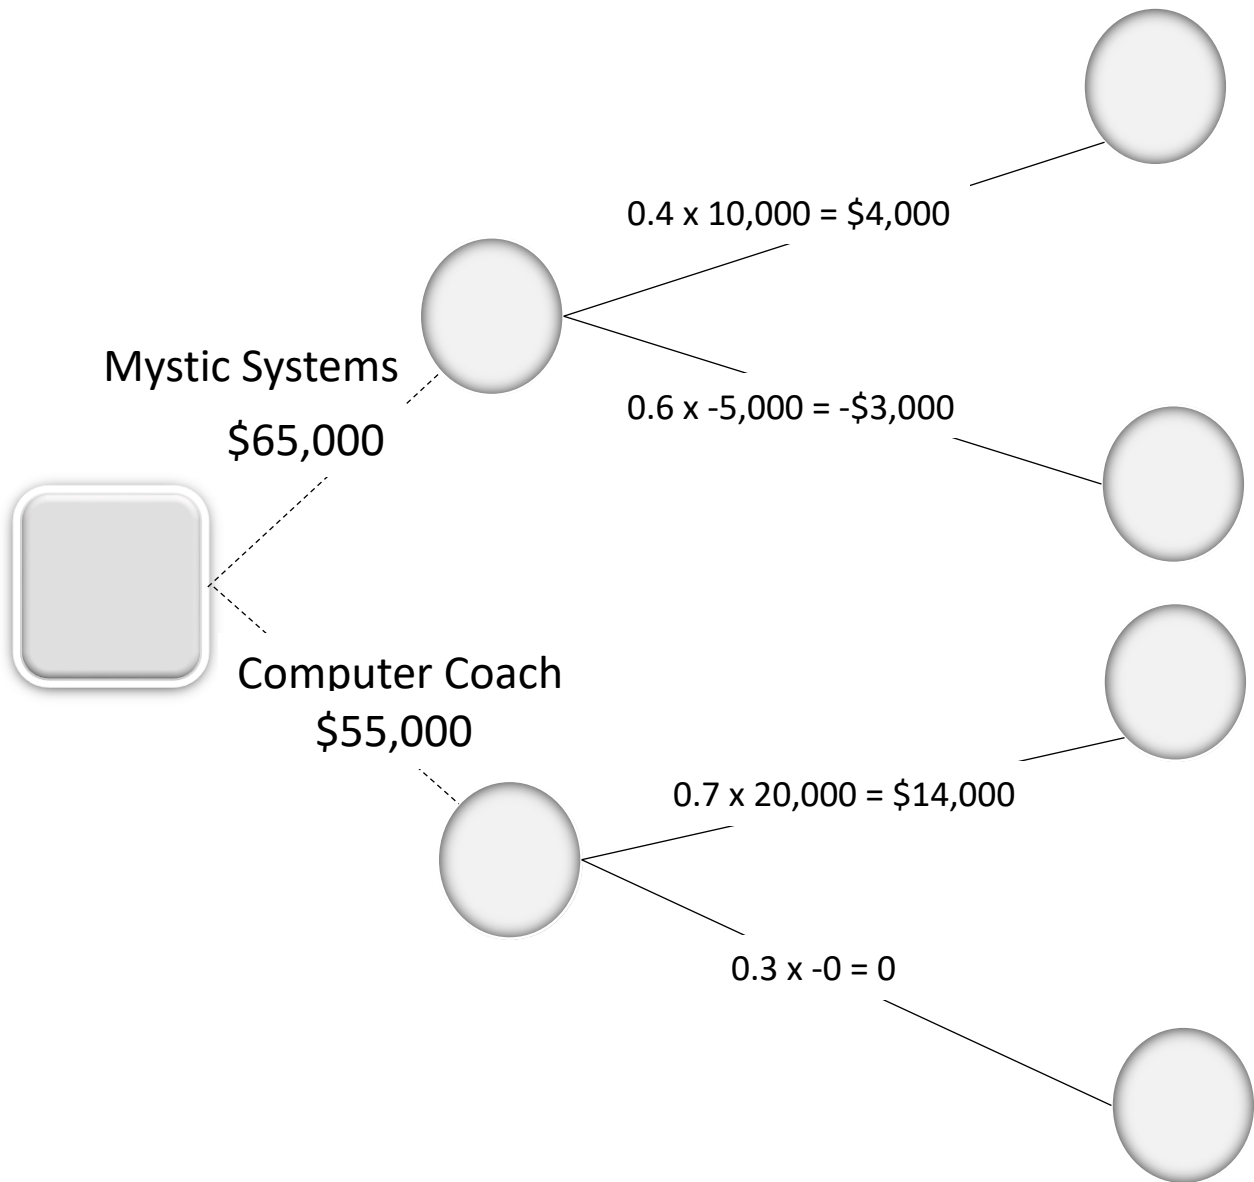 0.4 x 10,000 = $4,000
Mystic Systems
$65,000
0.6 x -5,000 = -$3,000
Computer Coach
$55,000
0.7 x 20,000 = $14,000
0.3 x -0 = 0